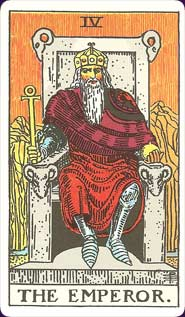 IV
THE EMPEROR.